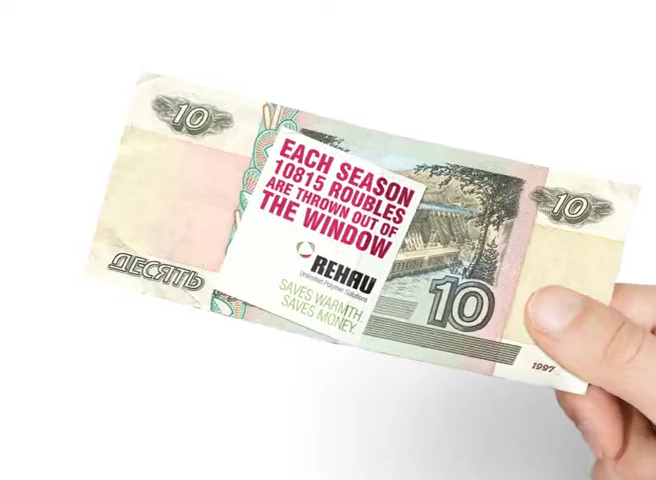 10
EACH SEASON
10815 ROUBLES
ARE THROWN OUT OF
THE WINDOW
REHAU
Unlimited Polymer Solutions
SAVES WARMTH.
SAVES MONEY.
ДЕСЯТЬ
10
10
1997